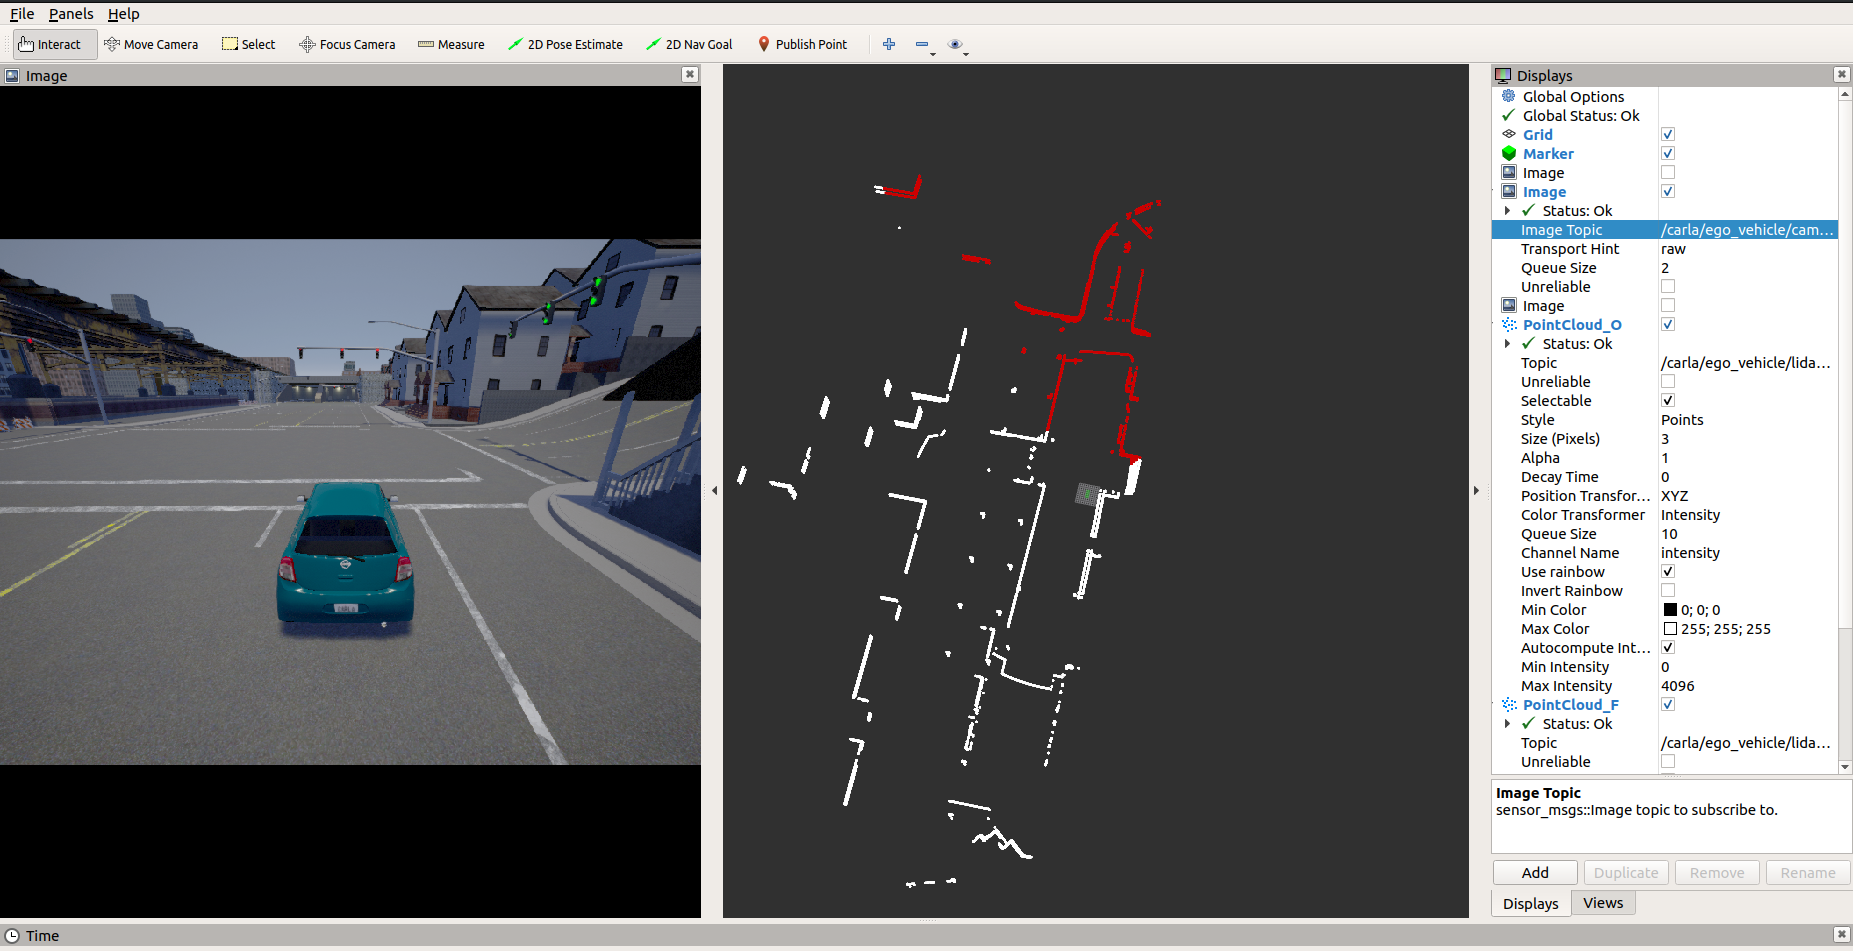 File Panels Help
Interact Move Camera Select Focus Camera Measure 2D Pose Estimate 2D Nav Goal Publish Point
Image
Displays
Global Options
Global Status: Ok
Grid
Marker
Image
Image
Status: Ok
Image Topic /carla/ego_vehicle/cam...
Transport Hint raw
Queue Size 2
Unreliable
Image
PointCloud_O
Status: Ok
Topic /carla/ego_vehicle/lida...
Unreliable
Selectable
Style Points
Size (Pixels) 3
Alpha 1
Decay Time 0
Position Transfor... XYZ
Color Transformer Intensity
Queue Size 10
Channel Name intensity
Use rainbow
Invert Rainbow
Min Color 0; 0; 0
Max Color 255; 255; 255
Autocompute Int...
Min Intensity 0
Max Intensity 4096
PointCloud_F
Status: Ok
Topic /carla/ego_vehicle/lida...
Unreliable
Image Topic
sensor_msgs::Image topic to subscribe to.
Add Duplicate Remove Rename
Displays Views
Time